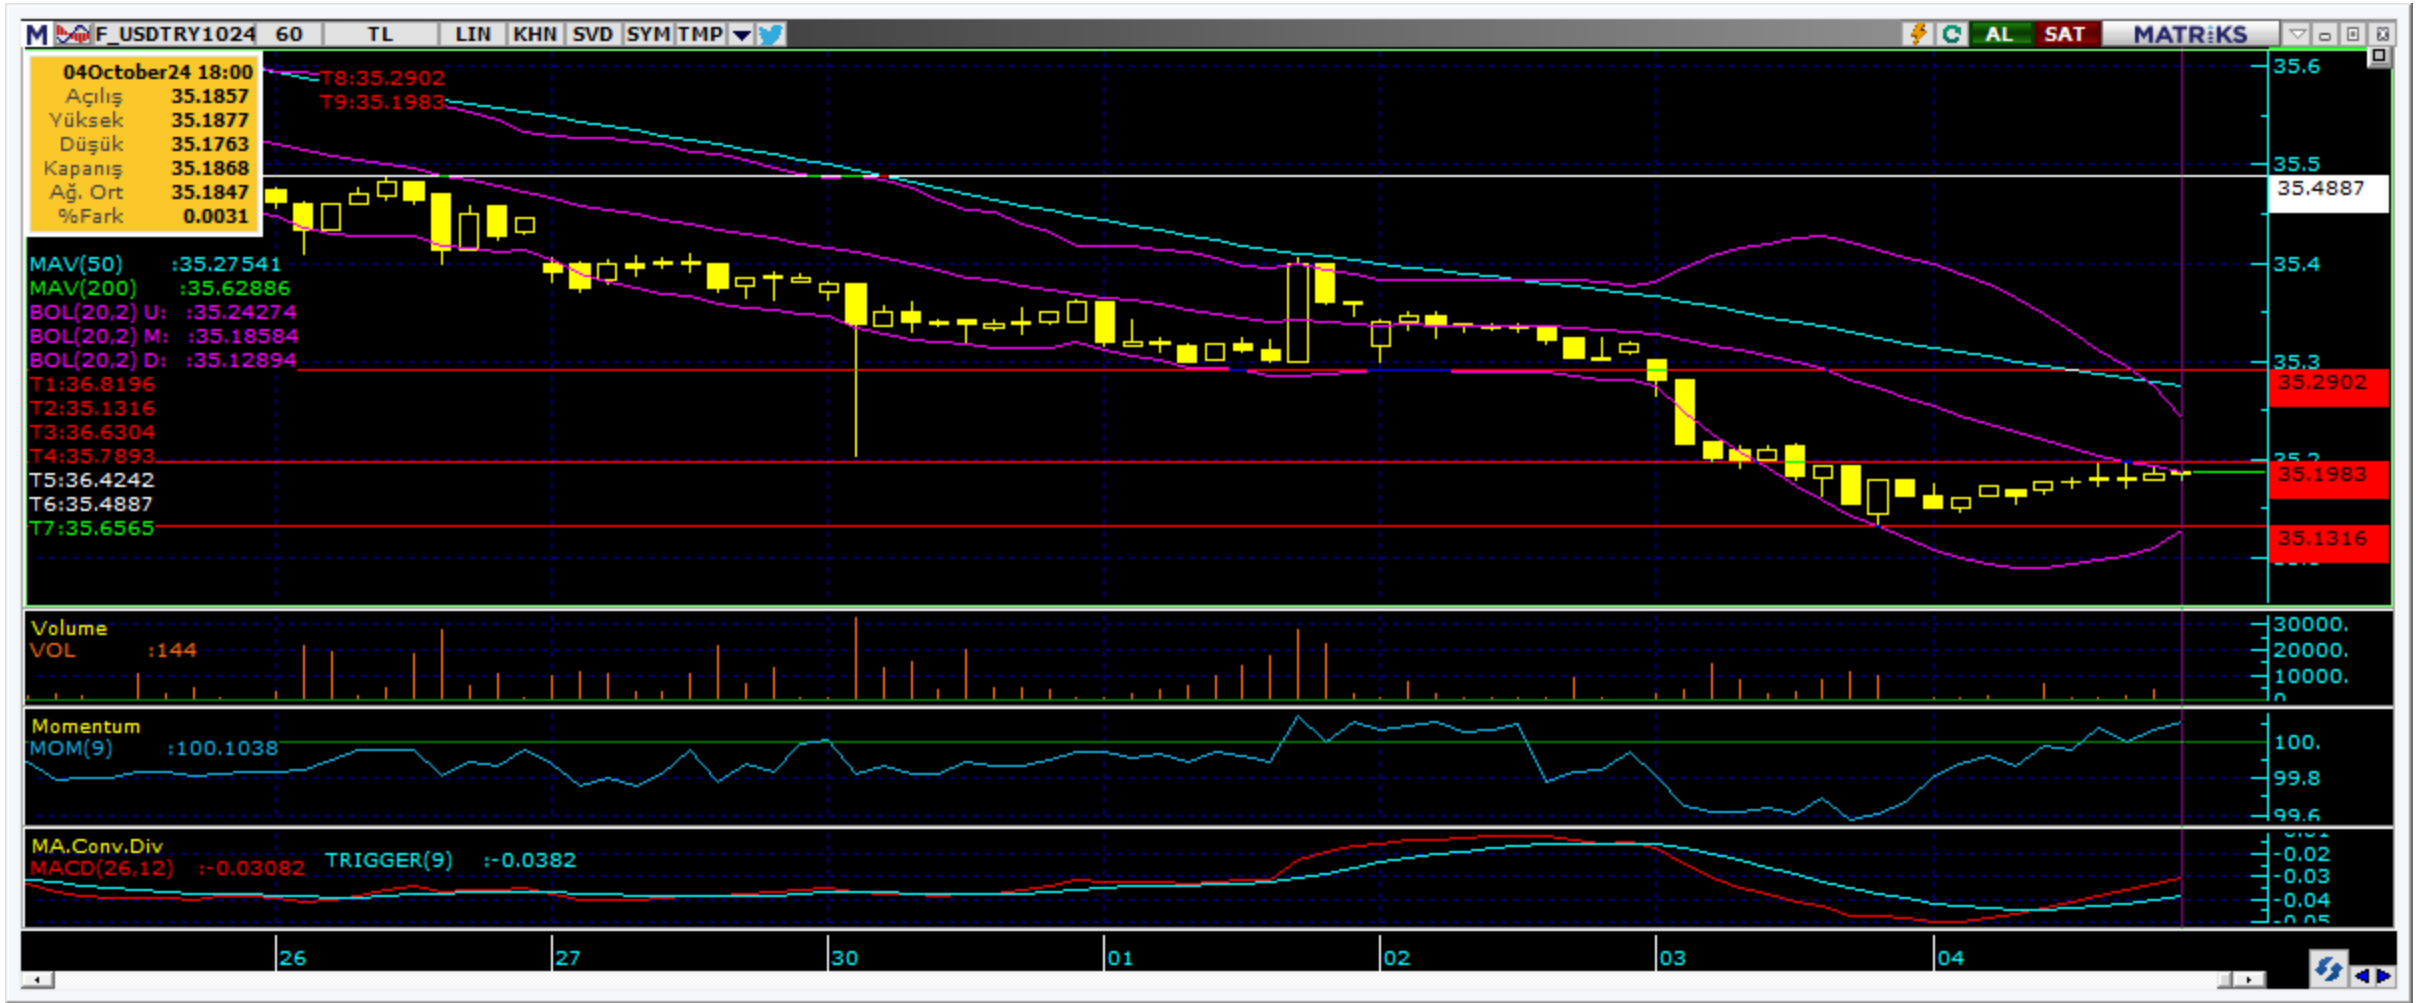 M F_USDTRY1024 60 TL LIN KHN SVD SYM TMP AL SAT MATRiKS
04October24 18:00
Açılış 35.1857
Yüksek 35.1877
Düşük 35.1763
Kapanış 35.1868
Ağ. Ort 35.1847
%Fark 0.0031
T8:35.2902
T9:35.1983
MAV(50) :35.27541
MAV(200) :35.62886
BOL(20,2) U: :35.24274
BOL(20,2) M: :35.18584
BOL(20,2) D: :35.12894
T1:36.8196
T2:35.1316
T3:36.6304
T4:35.7893
T5:36.4242
T6:35.4887
T7:35.6565
35.6
35.5
35.4887
35.4
35.3
35.2902
35.2
35.1983
35.1316
Volume
VOL :144
30000.
20000.
10000.
0
Momentum
MOM(9) :100.1038
100.
99.8
99.6
MA.Conv.Div
MACD(26,12) :-0.03082 TRIGGER(9) :-0.0382
-0.02
-0.03
-0.04
-0.05
26 27 30 01 02 03 04